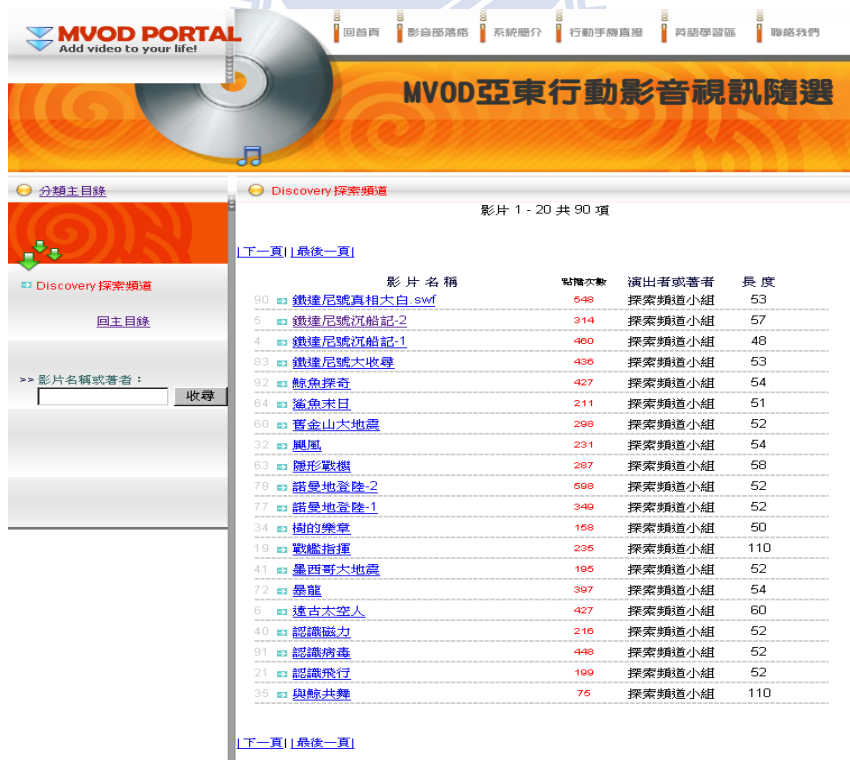 MVOD PORTAL
Add video to your life!
回首頁 影音部落格 系統簡介 行動手機直撥 英語學習區 聯絡我們
MVOD亞東行動影音視訊隨選
分類主目錄
Discovery 探索頻道
回主目錄
>> 影片名稱或著者：
收尋
Discovery 探索頻道
影片 1 - 20 共 90 項
|下一頁| |最後一頁|
影 片 名 稱 點閱次數 演出者或著者 長 度
90 鐵達尼號真相大白.swf 548 探索頻道小組 53
5 鐵達尼號沉船記-2 314 探索頻道小組 57
4 鐵達尼號沉船記-1 460 探索頻道小組 48
83 鐵達尼號大收尋 436 探索頻道小組 53
92 鯨魚探奇 427 探索頻道小組 54
64 鯊魚末日 211 探索頻道小組 51
60 舊金山大地震 298 探索頻道小組 52
32 颶風 231 探索頻道小組 54
63 隱形戰機 287 探索頻道小組 58
78 諾曼地登陸-2 598 探索頻道小組 52
77 諾曼地登陸-1 349 探索頻道小組 52
34 樹的樂章 158 探索頻道小組 50
19 戰艦指揮 235 探索頻道小組 110
41 墨西哥大地震 195 探索頻道小組 52
72 暴龍 397 探索頻道小組 54
6 遠古太空人 427 探索頻道小組 60
40 認識磁力 216 探索頻道小組 52
91 認識病毒 448 探索頻道小組 52
21 認識飛行 199 探索頻道小組 52
35 與鯨共舞 75 探索頻道小組 110
|下一頁| |最後一頁|